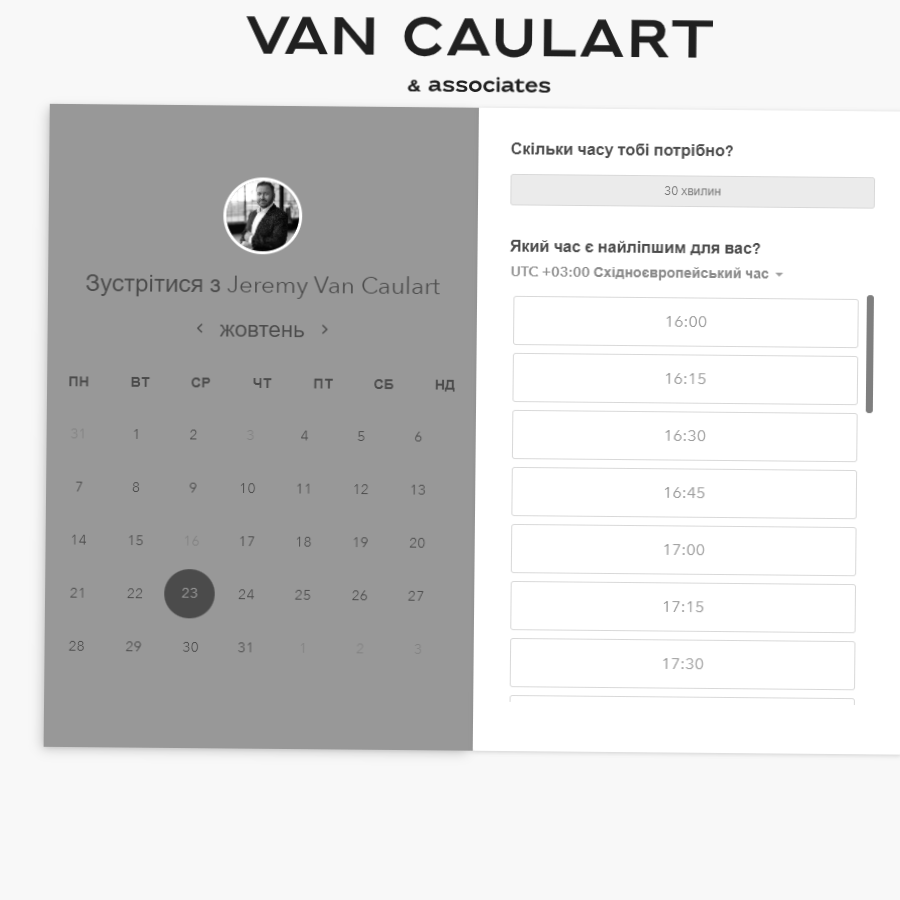 VAN CAULART
& associates
Зустрітися з Jeremy Van Caulart
жовтень
ПН ВТ СР ЧТ ПТ СБ НД
31 1 2 3 4 5 6
7 8 9 10 11 12 13
14 15 16 17 18 19 20
21 22 23 24 25 26 27
28 29 30 31 1 2 3
Скільки часу тобі потрібно?
30 хвилин
Який час є найліпшим для вас?
UTC +03:00 Східноєвропейський час
16:00
16:15
16:30
16:45
17:00
17:15
17:30